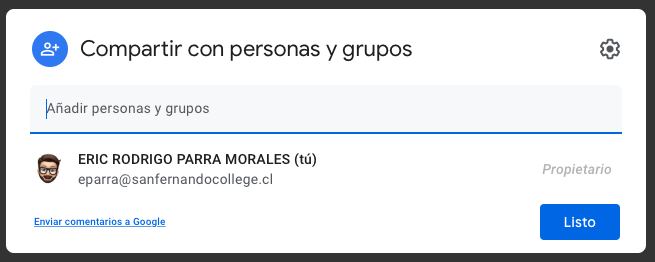 Compartir con personas y grupos
Añadir personas y grupos
ERIC RODRIGO PARRA MORALES (tú)
eparra@sanfernandocollege.cl
Propietario
Enviar comentarios a Google
Listo